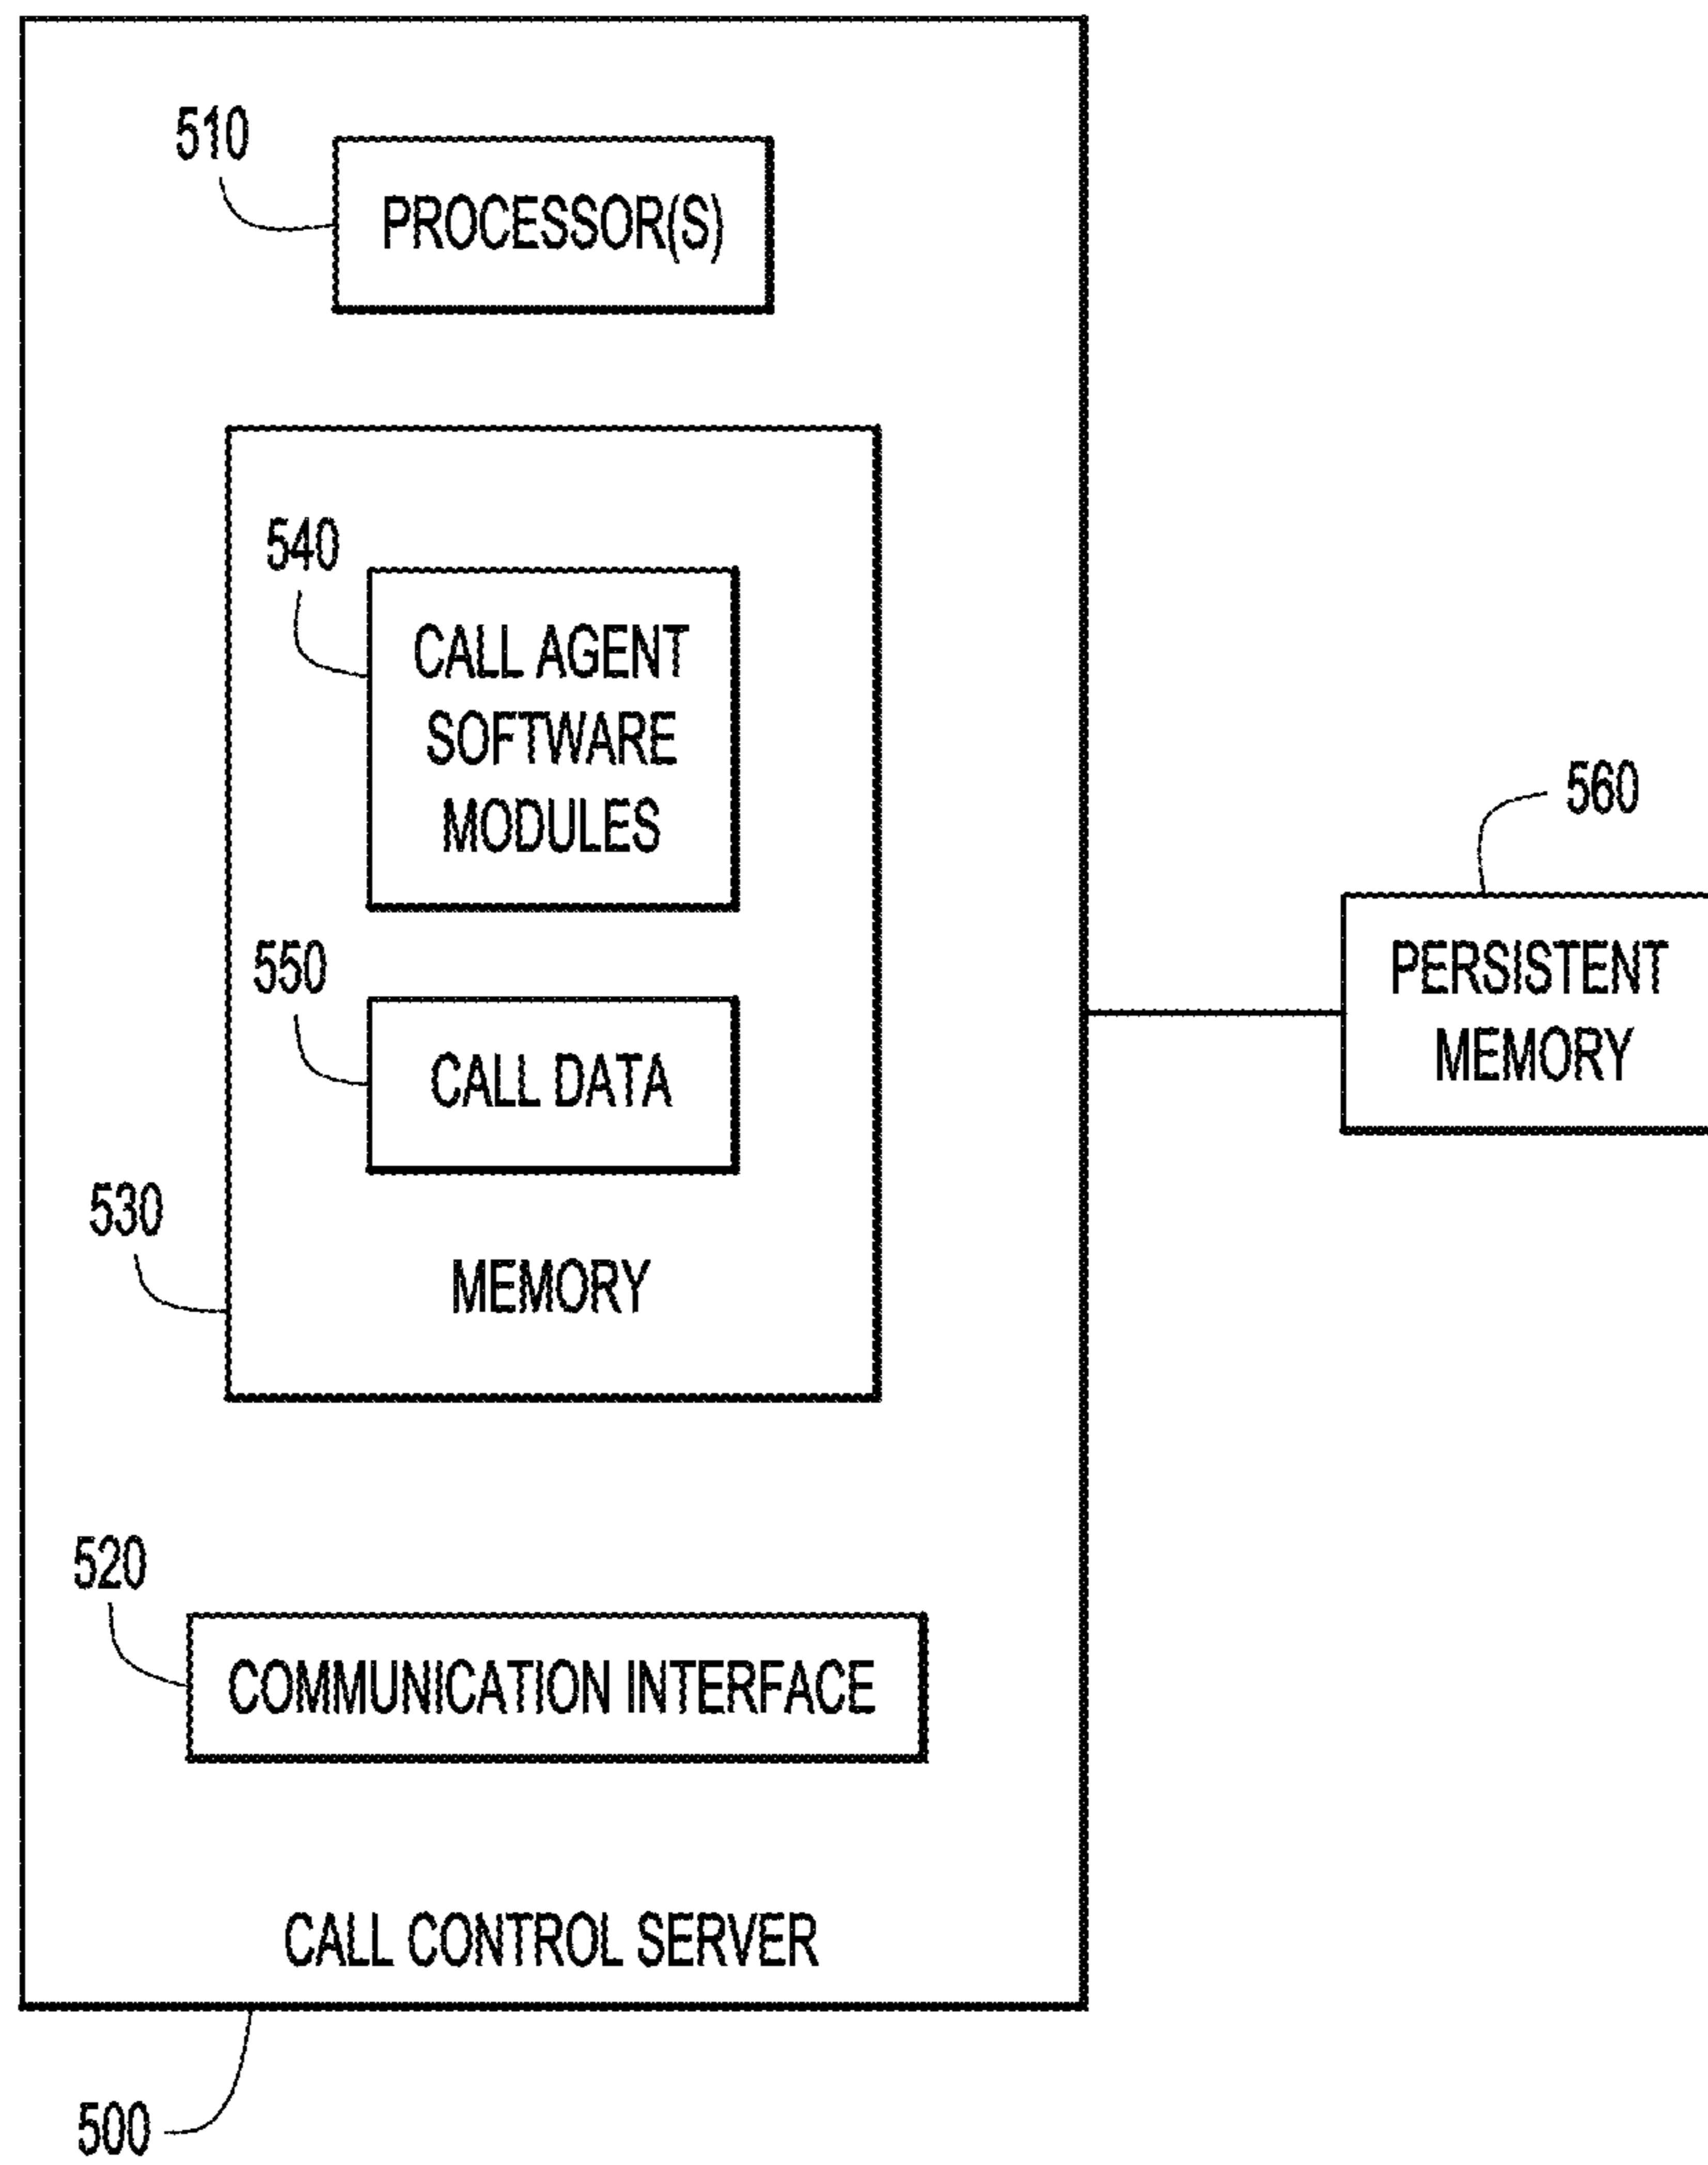 510
PROCESSOR(S)
540
CALL AGENT
SOFTWARE
MODULES
550
CALL DATA
530
MEMORY
520
COMMUNICATION INTERFACE
CALL CONTROL SERVER
500
560
PERSISTENT
MEMORY